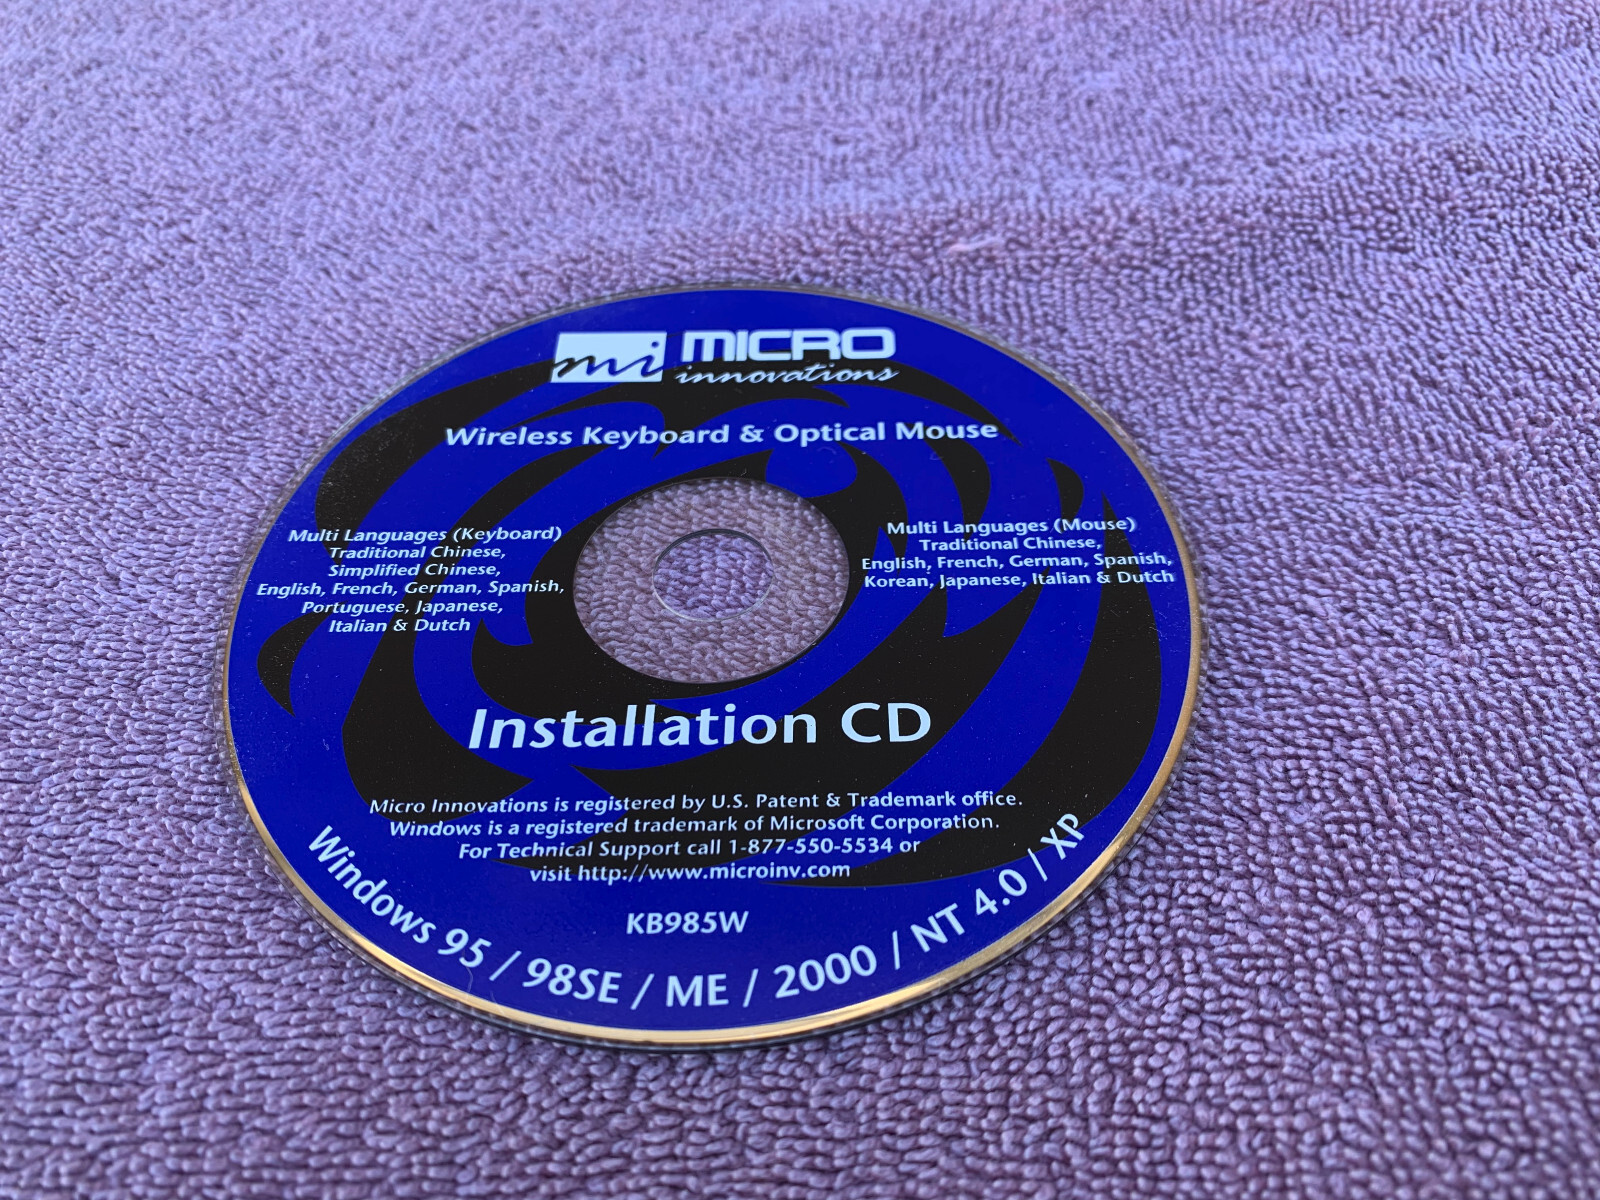 mi MICRO
innovations
Wireless Keyboard & Optical Mouse
Multi Languages (Keyboard)
Traditional Chinese,
Simplified Chinese,
English, French, German, Spanish,
Portuguese, Japanese,
Italian & Dutch
Multi Languages (Mouse)
Traditional Chinese,
English, French, German, Spanish,
Korean, Japanese, Italian & Dutch
Installation CD
Micro Innovations is registered by U.S. Patent & Trademark office.
Windows is a registered trademark of Microsoft Corporation.
For Technical Support call 1-877-550-5534 or
visit http://www.microinv.com
KB985W
Windows 95 / 98SE / ME / 2000 / NT 4.0 / XP